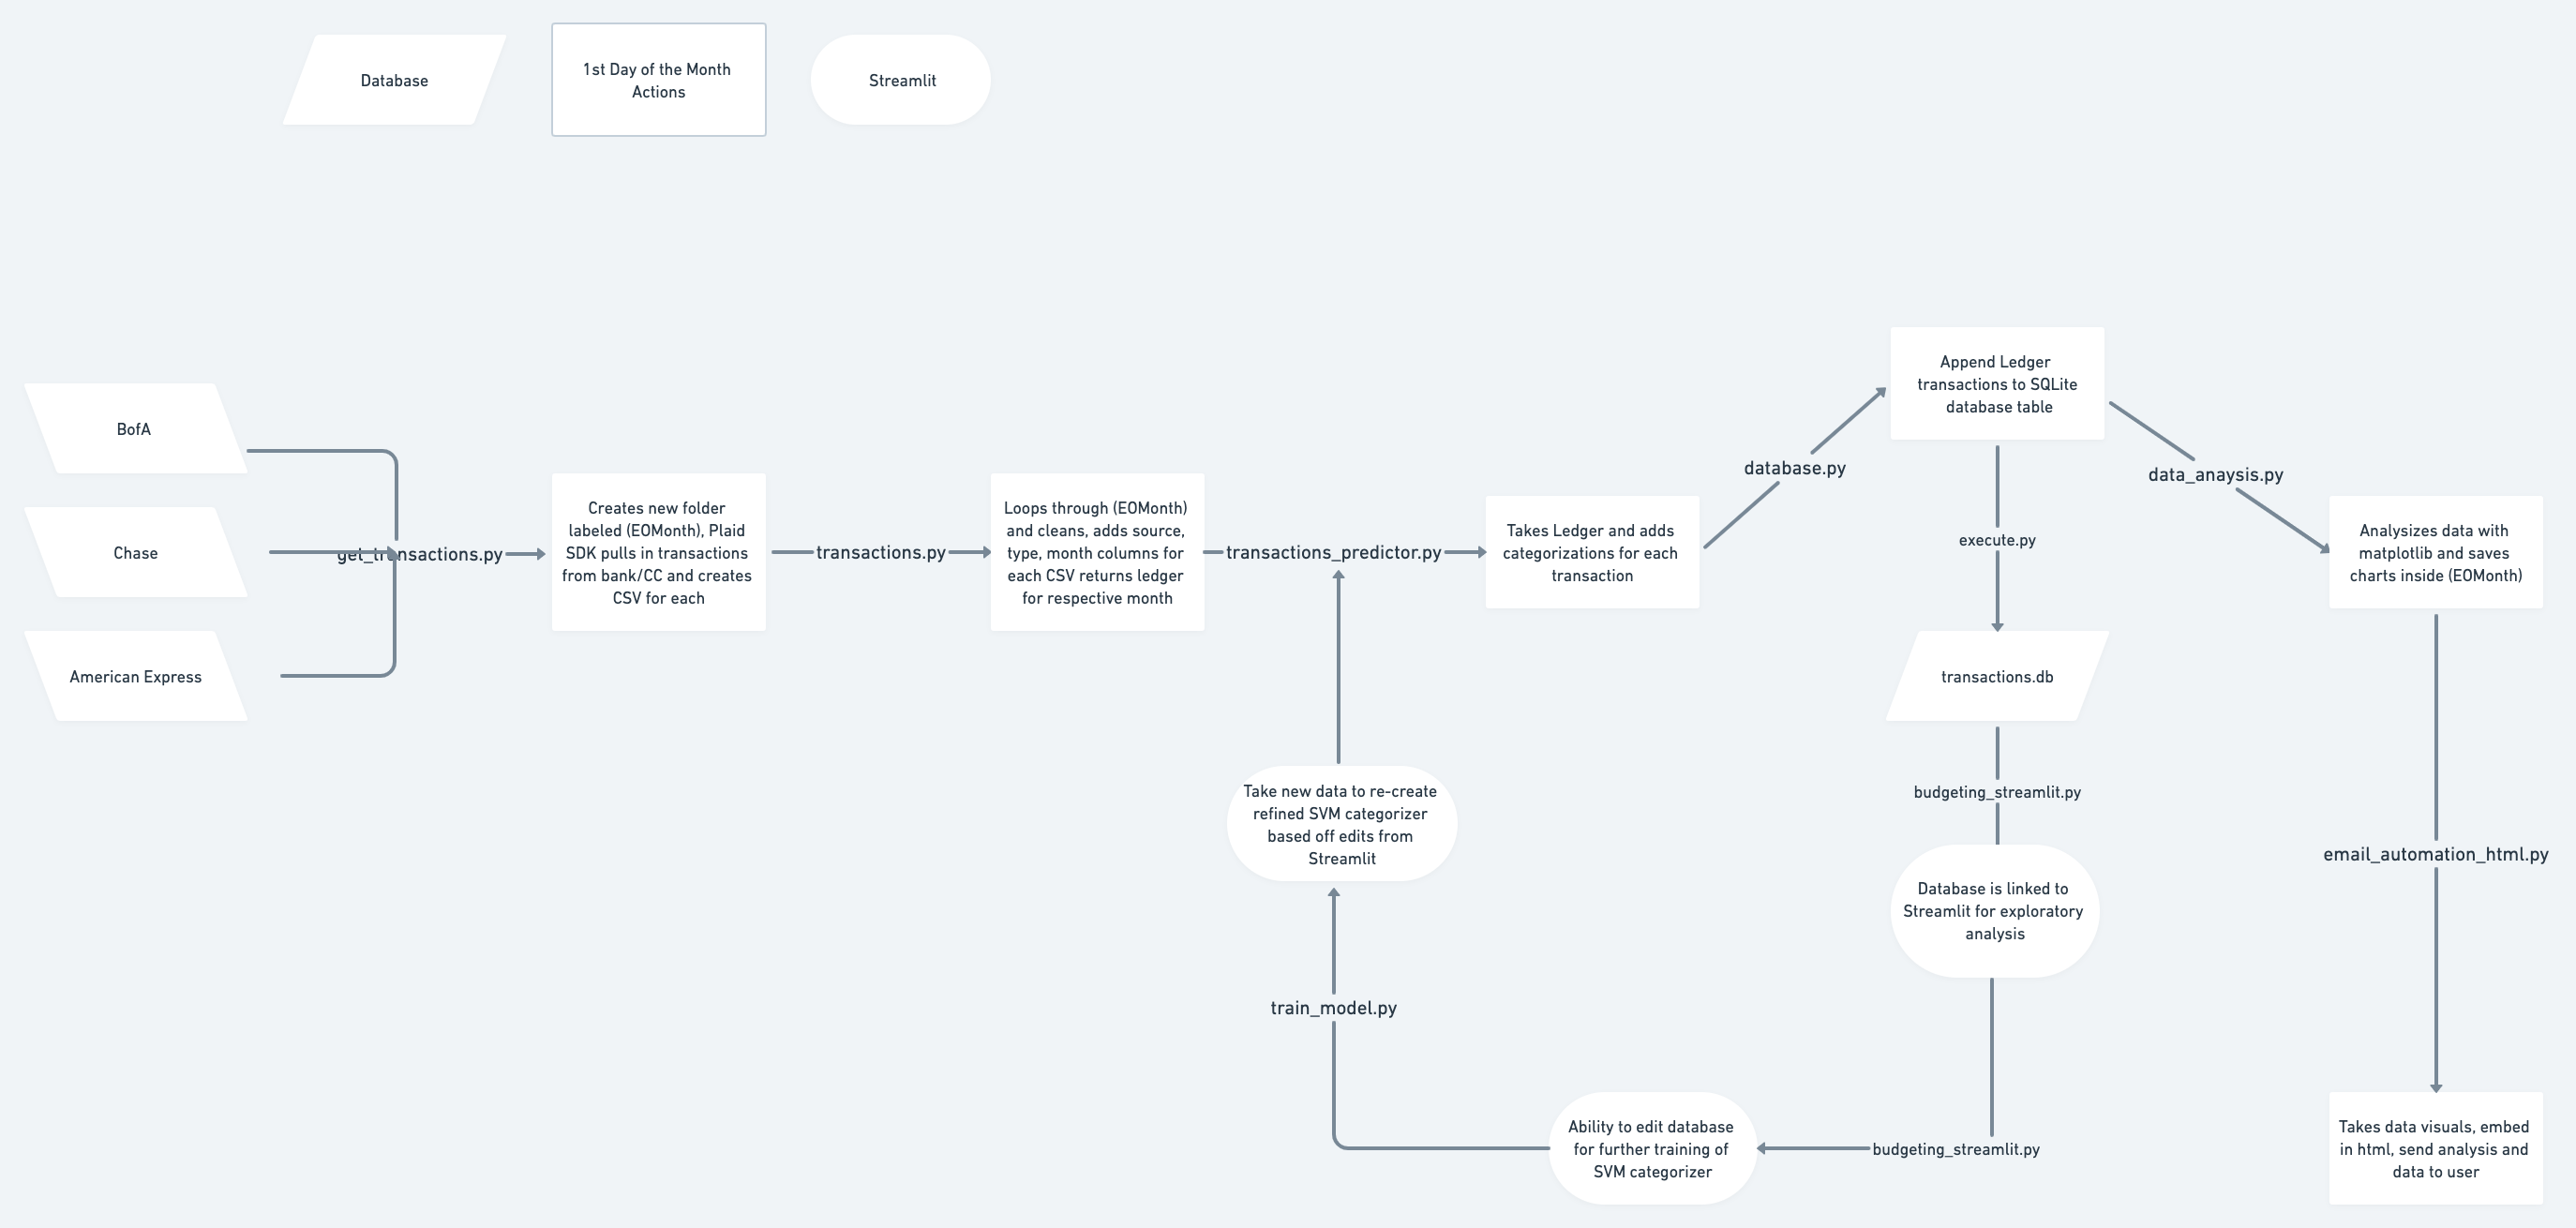 Database
1st Day of the Month
Actions
Streamlit
BofA
Chase
American Express
get_transactions.py
Creates new folder
labeled (EOMonth), Plaid
SDK pulls in transactions
from bank/CC and creates
CSV for each
transactions.py
Loops through (EOMonth)
and cleans, adds source,
type, month columns for
each CSV returns ledger
for respective month
transactions_predictor.py
Takes Ledger and adds
categorizations for each
transaction
database.py
Append Ledger
transactions to SQLite
database table
data_anaysis.py
Analysizes data with
matplotlib and saves
charts inside (EOMonth)
execute.py
transactions.db
budgeting_streamlit.py
Database is linked to
Streamlit for exploratory
analysis
budgeting_streamlit.py
Ability to edit database
for further training of
SVM categorizer
train_model.py
Take new data to re-create
refined SVM categorizer
based off edits from
Streamlit
email_automation_html.py
Takes data visuals, embed
in html, send analysis and
data to user